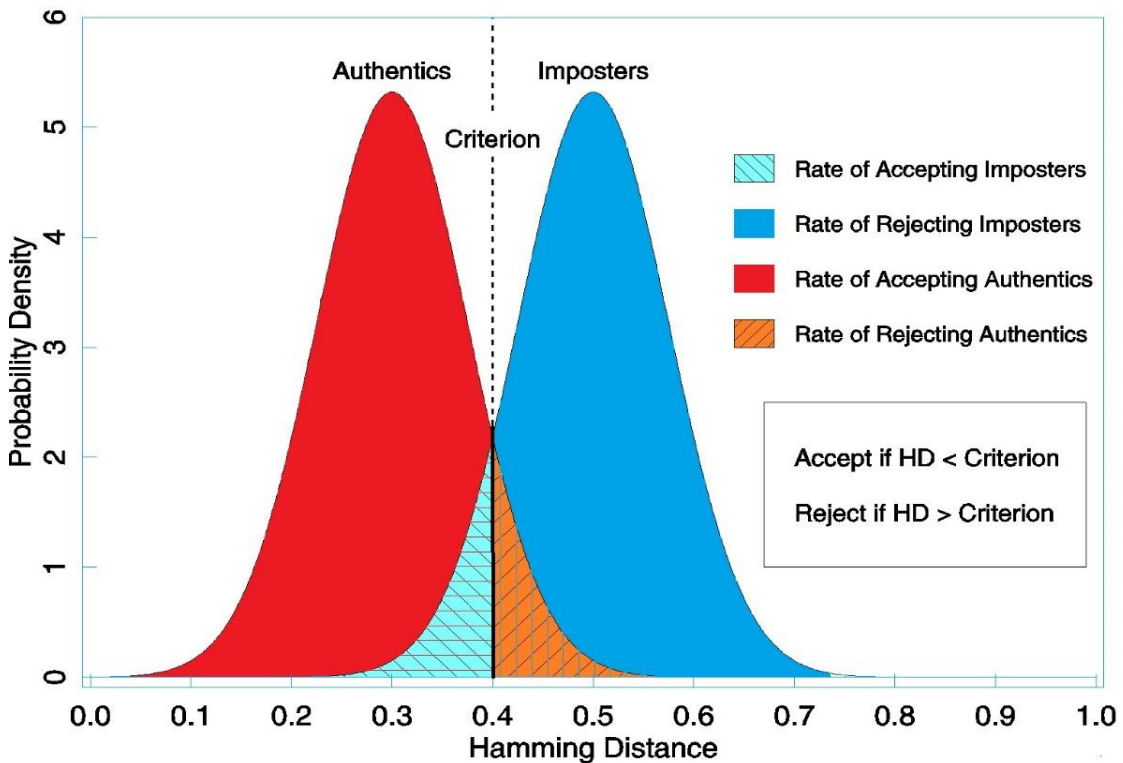 6
5
4
3
2
1
0
Probability Density
Authentics
Imposters
Criterion
Rate of Accepting Imposters
Rate of Rejecting Imposters
Rate of Accepting Authentics
Rate of Rejecting Authentics
Accept if HD < Criterion
Reject if HD > Criterion
0.0 0.1 0.2 0.3 0.4 0.5 0.6 0.7 0.8 0.9 1.0
Hamming Distance